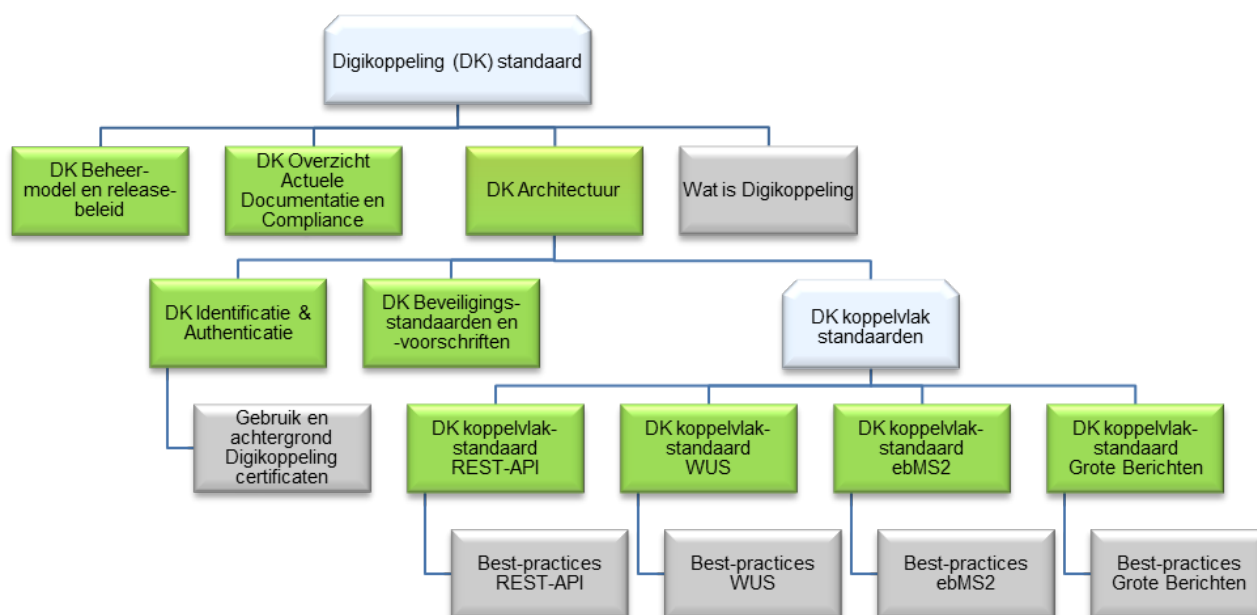 Digikoppeling (DK) standaard
DK Beheer-
model en release-
beleid
DK Overzicht
Actuele
Documentatie en
Compliance
DK Architectuur
Wat is Digikoppeling
DK Identificatie &
Authenticatie
DK Beveiligings-
standaarden en
-voorschriften
DK koppelvlak
standaarden
Gebruik en
achtergrond
Digikoppeling
certificaten
DK koppelvlak-
standaard
REST-API
DK koppelvlak-
standaard
WUS
DK koppelvlak-
standaard
ebMS2
DK koppelvlak-
standaard
Grote Berichten
Best-practices
REST-API
Best-practices
WUS
Best-practices
ebMS2
Best-practices
Grote Berichten